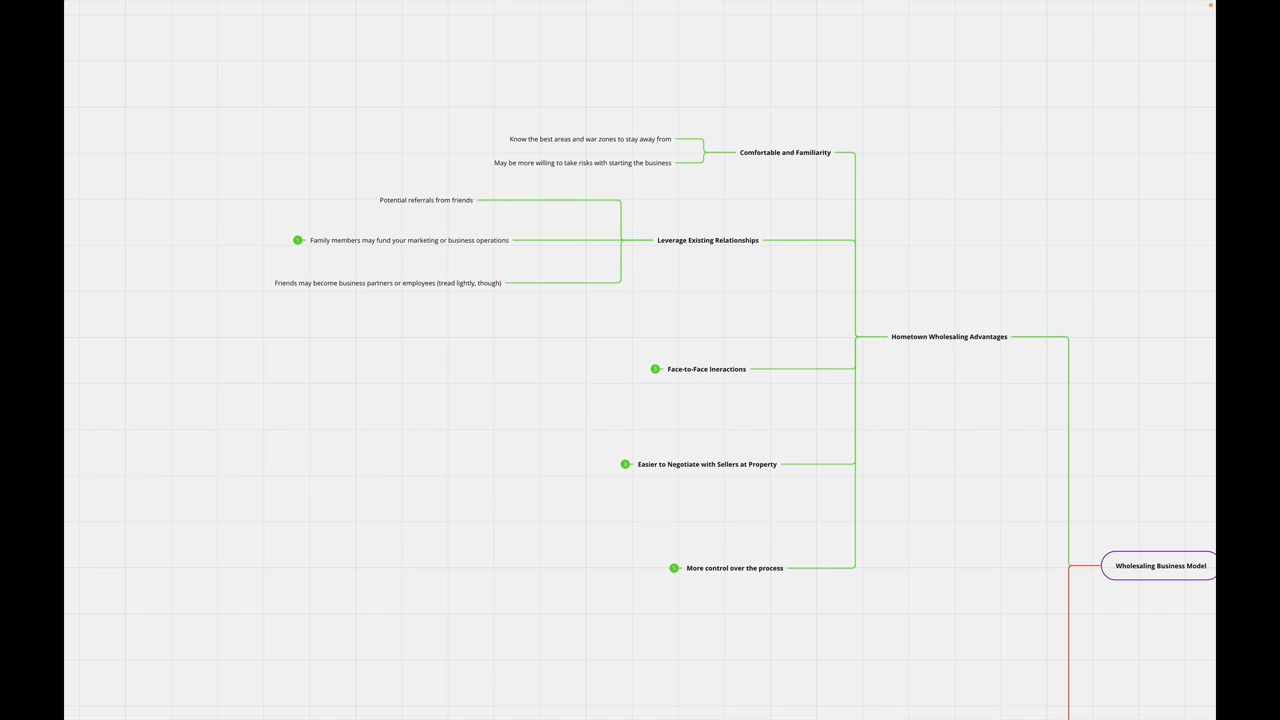 Know the best areas and war zones to stay away from
Comfortable and Familiarity
May be more willing to take risks with starting the business
Potential referrals from friends
Family members may fund your marketing or business operations
Leverage Existing Relationships
Friends may become business partners or employees (tread lightly, though)
Hometown Wholesaling Advantages
Face-to-Face Ineractions
Easier to Negotiate with Sellers at Property
Wholesaling Business Model
More control over the process